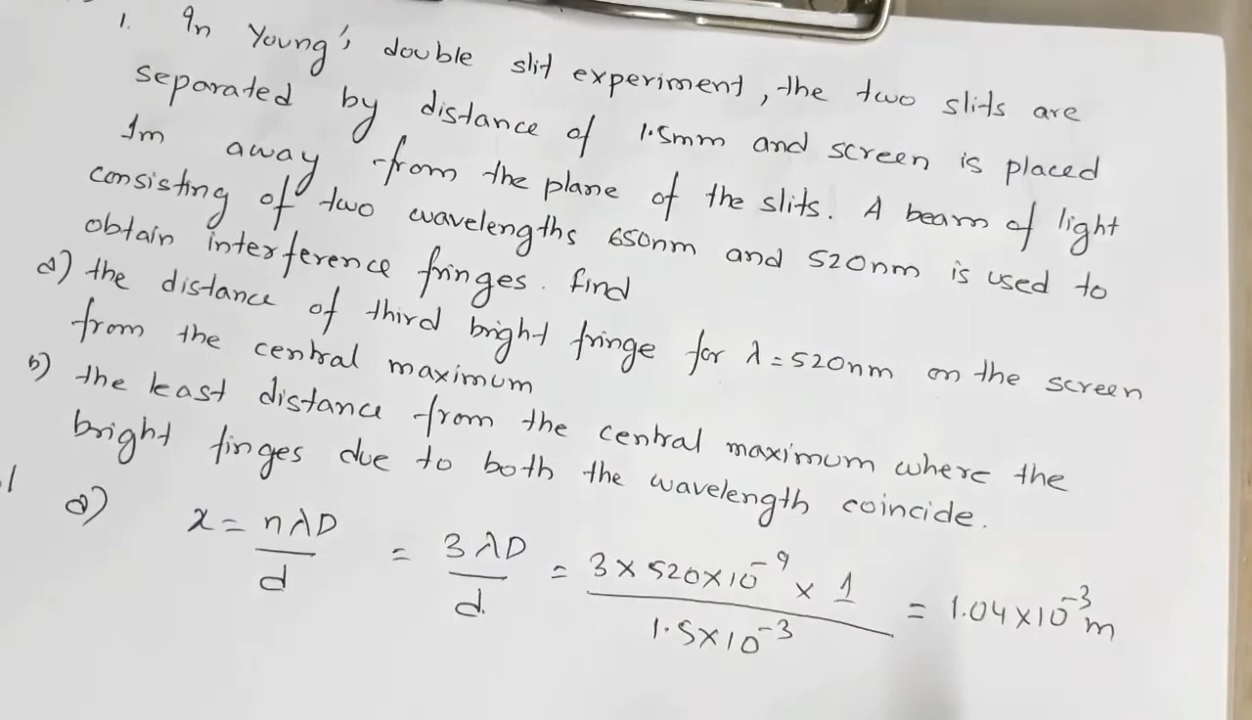 1. In Young's double slit experiment, the two slits are
separated by distance of 1.5mm and screen is placed
1m away from the plane of the slits. A beam of light
consisting of two wavelengths 650nm and 520nm is used to
obtain interference fringes. find
a) the distance of third bright fringe for λ=520nm on the screen
from the central maximum
b) the least distance from the central maximum where the
bright finges due to both the wavelength coincide.
a) x = nλD/d = 3λD/d. = 3×520×10⁻⁹×1/1.5×10⁻³ = 1.04×10⁻³m